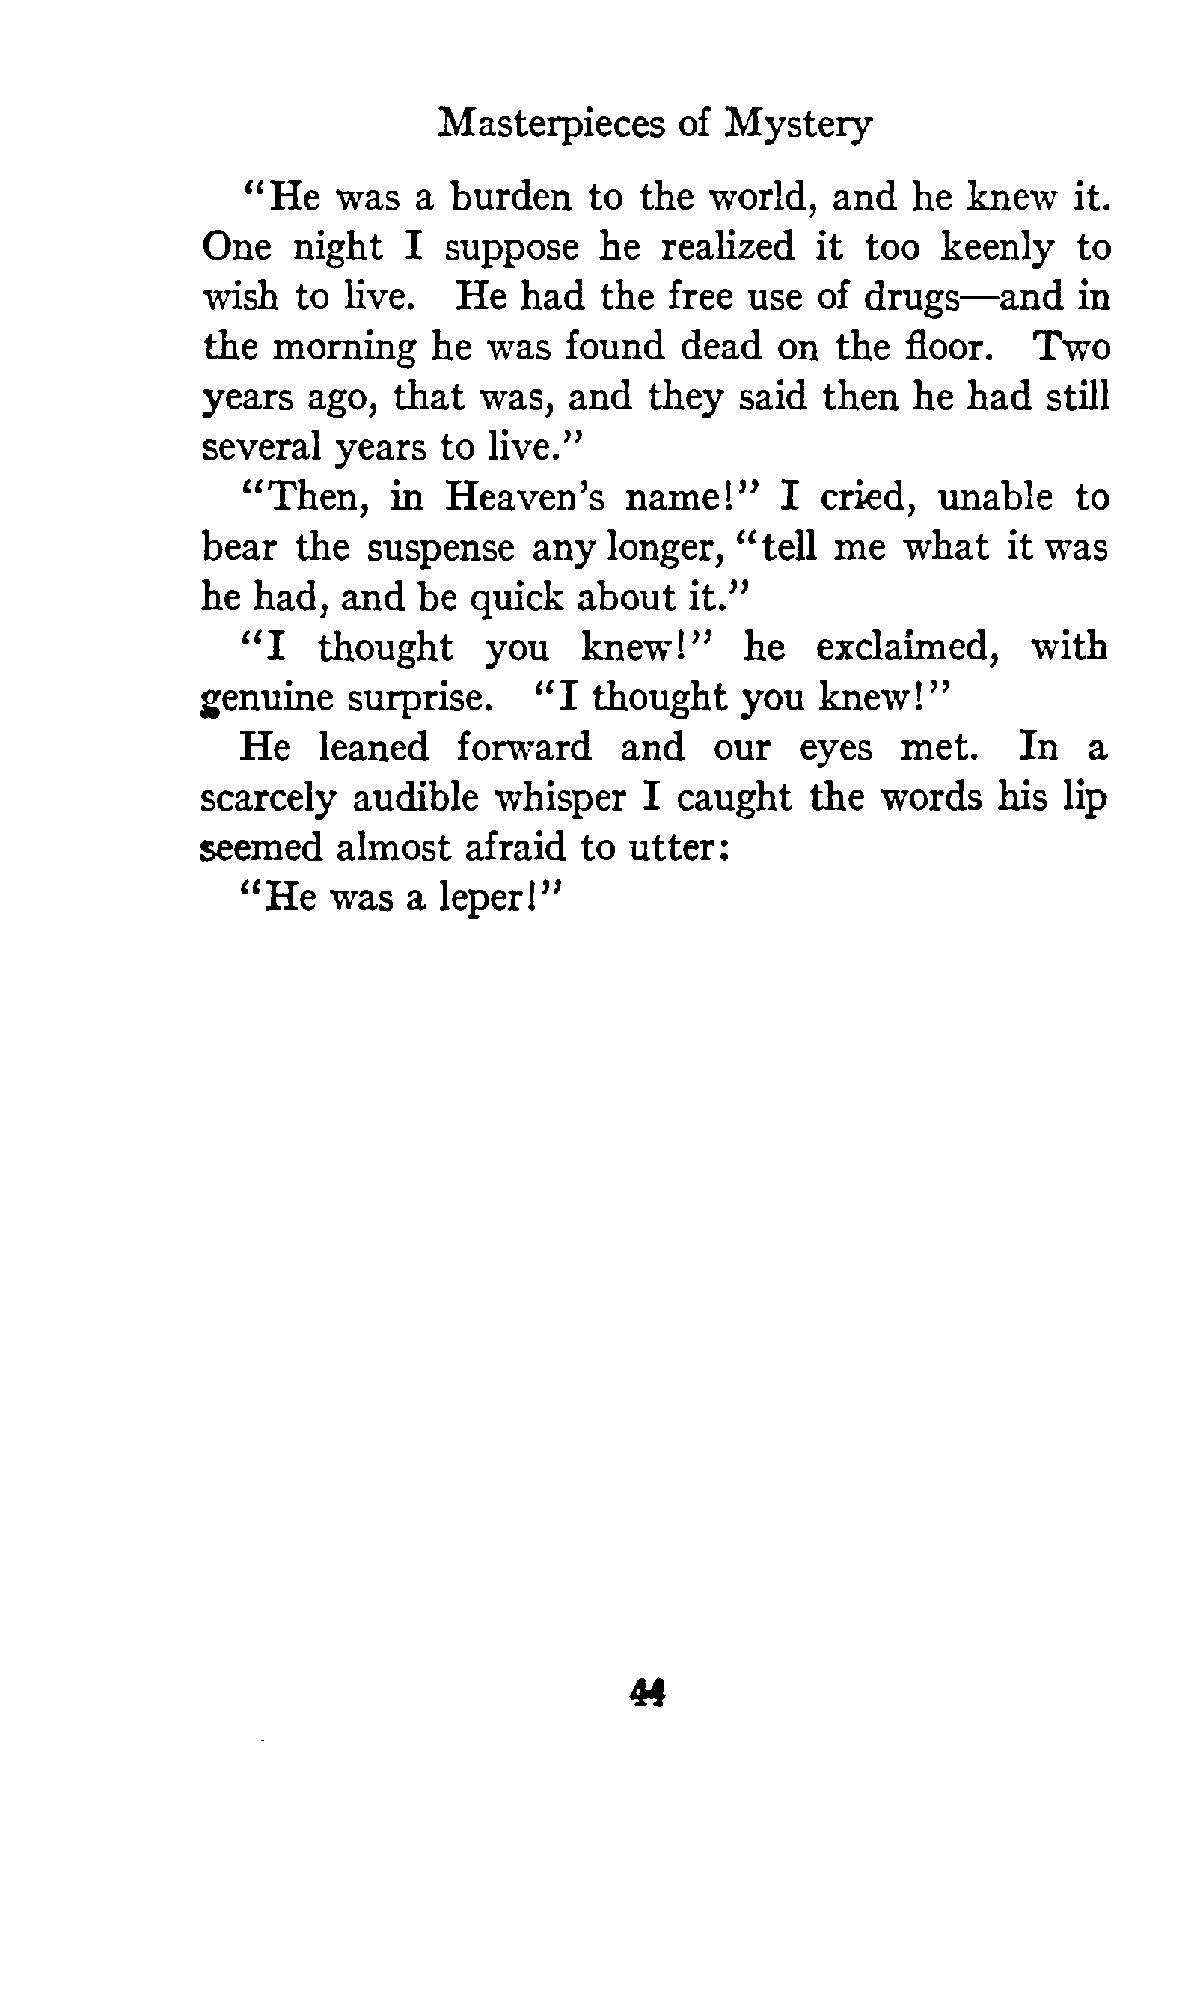 Masterpieces of Mystery
“He was a burden to the world, and he knew it.
One night I suppose he realized it too keenly to
wish to live. He had the free use of drugs—and in
the morning he was found dead on the floor. Two
years ago, that was, and they said then he had still
several years to live.”
“Then, in Heaven’s name!” I cried, unable to
bear the suspense any longer, “tell me what it was
he had, and be quick about it.”
“I thought you knew!” he exclaimed, with
genuine surprise. “I thought you knew!”
He leaned forward and our eyes met. In a
scarcely audible whisper I caught the words his lip
seemed almost afraid to utter:
“He was a leper!”
44